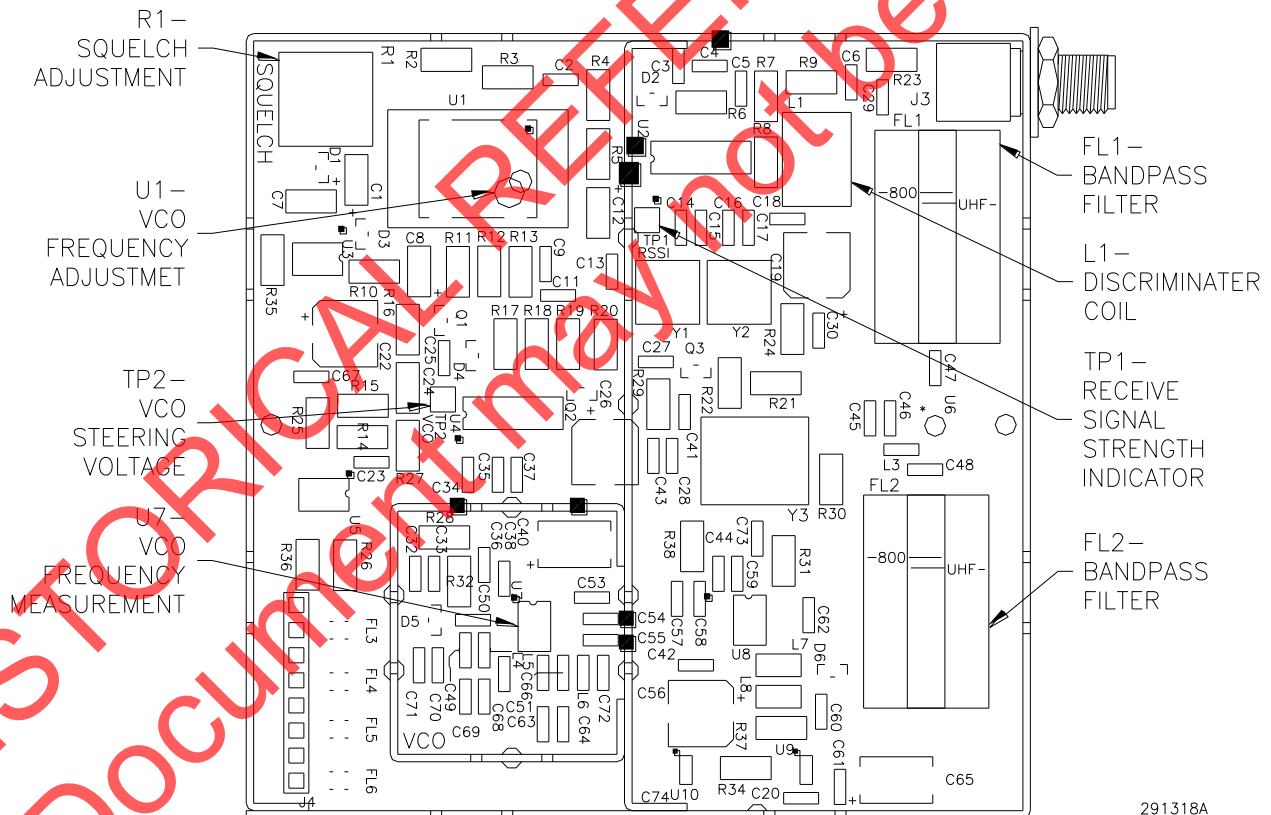 R1-
SQUELCH
ADJUSTMENT
U1-
VCO
FREQUENCY
ADJUSTMET
TP2-
VCO
STEERING
VOLTAGE
U7-
VCO
FREQUENCY
MEASUREMENT
FL1-
BANDPASS
FILTER
L1-
DISCRIMINATER
COIL
TP1-
RECEIVE
SIGNAL
STRENGTH
INDICATOR
FL2-
BANDPASS
FILTER
SQUELCH
R1
R2
R3
C2
R4
C3
C4
D2
C5
R7
R9
C6
R23
C29
J3
U1
R6
L1
FL1
U2
R8
R5
D1
C1
C7
-800
UHF-
C12
C14
C15
C16
C17
C18
TP1
RSSI
U3
D3
C8
R11
R12
R13
C9
C11
C13
C19
R35
R10
R16
Q1
R17
R18
R19
R20
Y1
Y2
R24
C30
C22
C25
D4
C27
Q3
C67
R15
C24
C26
R29
R22
R21
C47
R25
R14
TP2
VCO
U4
Q2
C41
C45
C46
U6
*
L3
C48
C23
R27
C34
C35
C37
C43
C28
Y3
R30
FL2
U5
R28
C32
C33
C36
C38
C40
R38
C44
C73
C59
R31
-800
UHF-
R36
R26
R32
C50
U7
C53
C54
C55
C57
C58
U8
C62
D5
FL3
C42
L7
D6
FL4
C71
C70
C49
L4
L5
C66
C51
L6
C72
C56
L8
C60
C69
C68
C63
C64
R37
FL5
VCO
U9
C61
FL6
J4
C74
U10
R34
C20
C65
291318A
HISTORICAL REFE
Document may not be